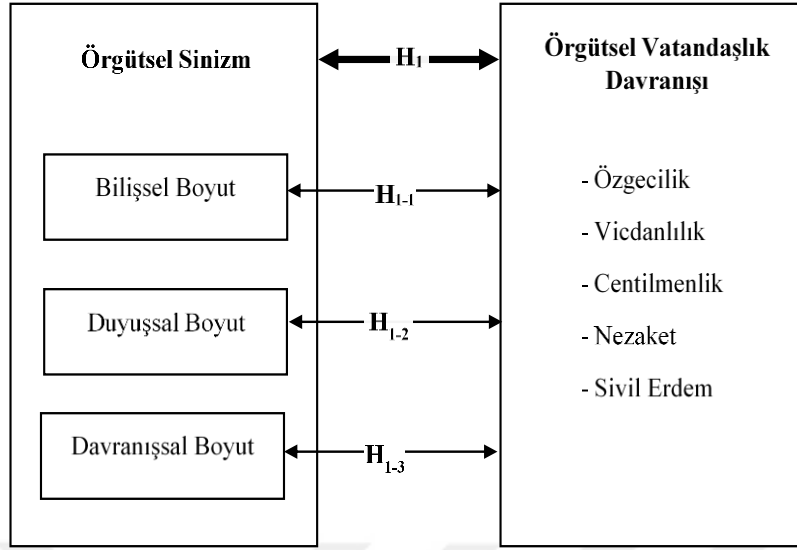 Örgütsel Sinizm
H1
Örgütsel Vatandaşlık
Davranışı
Bilişsel Boyut
H1-1
- Özgecilik
- Vicdanlılık
- Centilmenlik
Duyuşsal Boyut
H1-2
- Nezaket
- Sivil Erdem
Davranışsal Boyut
H1-3